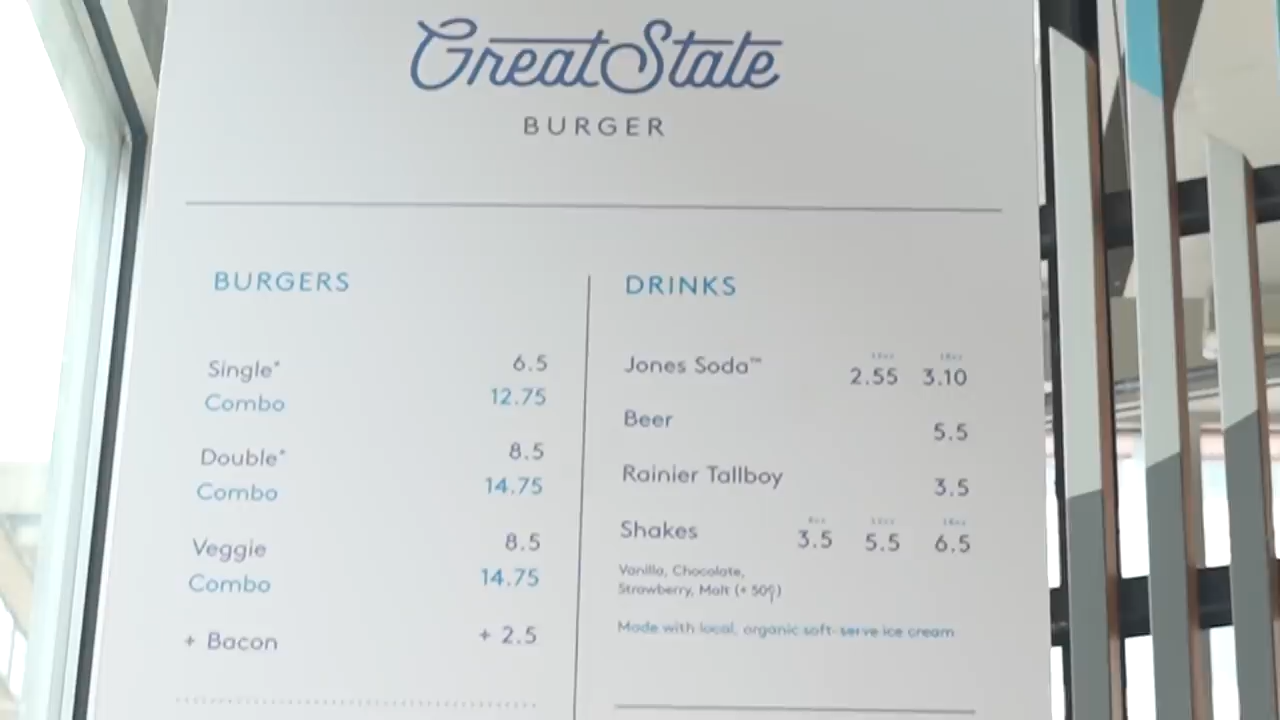 Great State
BURGER
BURGERS
Single* 6.5
Combo 12.75
Double* 8.5
Combo 14.75
Veggie 8.5
Combo 14.75
+ Bacon + 2.5
DRINKS
Jones Soda™ 2.55 3.10
Beer 5.5
Rainier Tallboy 3.5
Shakes 3.5 5.5 6.5
Vanilla, Chocolate,
Strawberry, Malt (+ 50¢)
Made with local, organic soft-serve ice cream